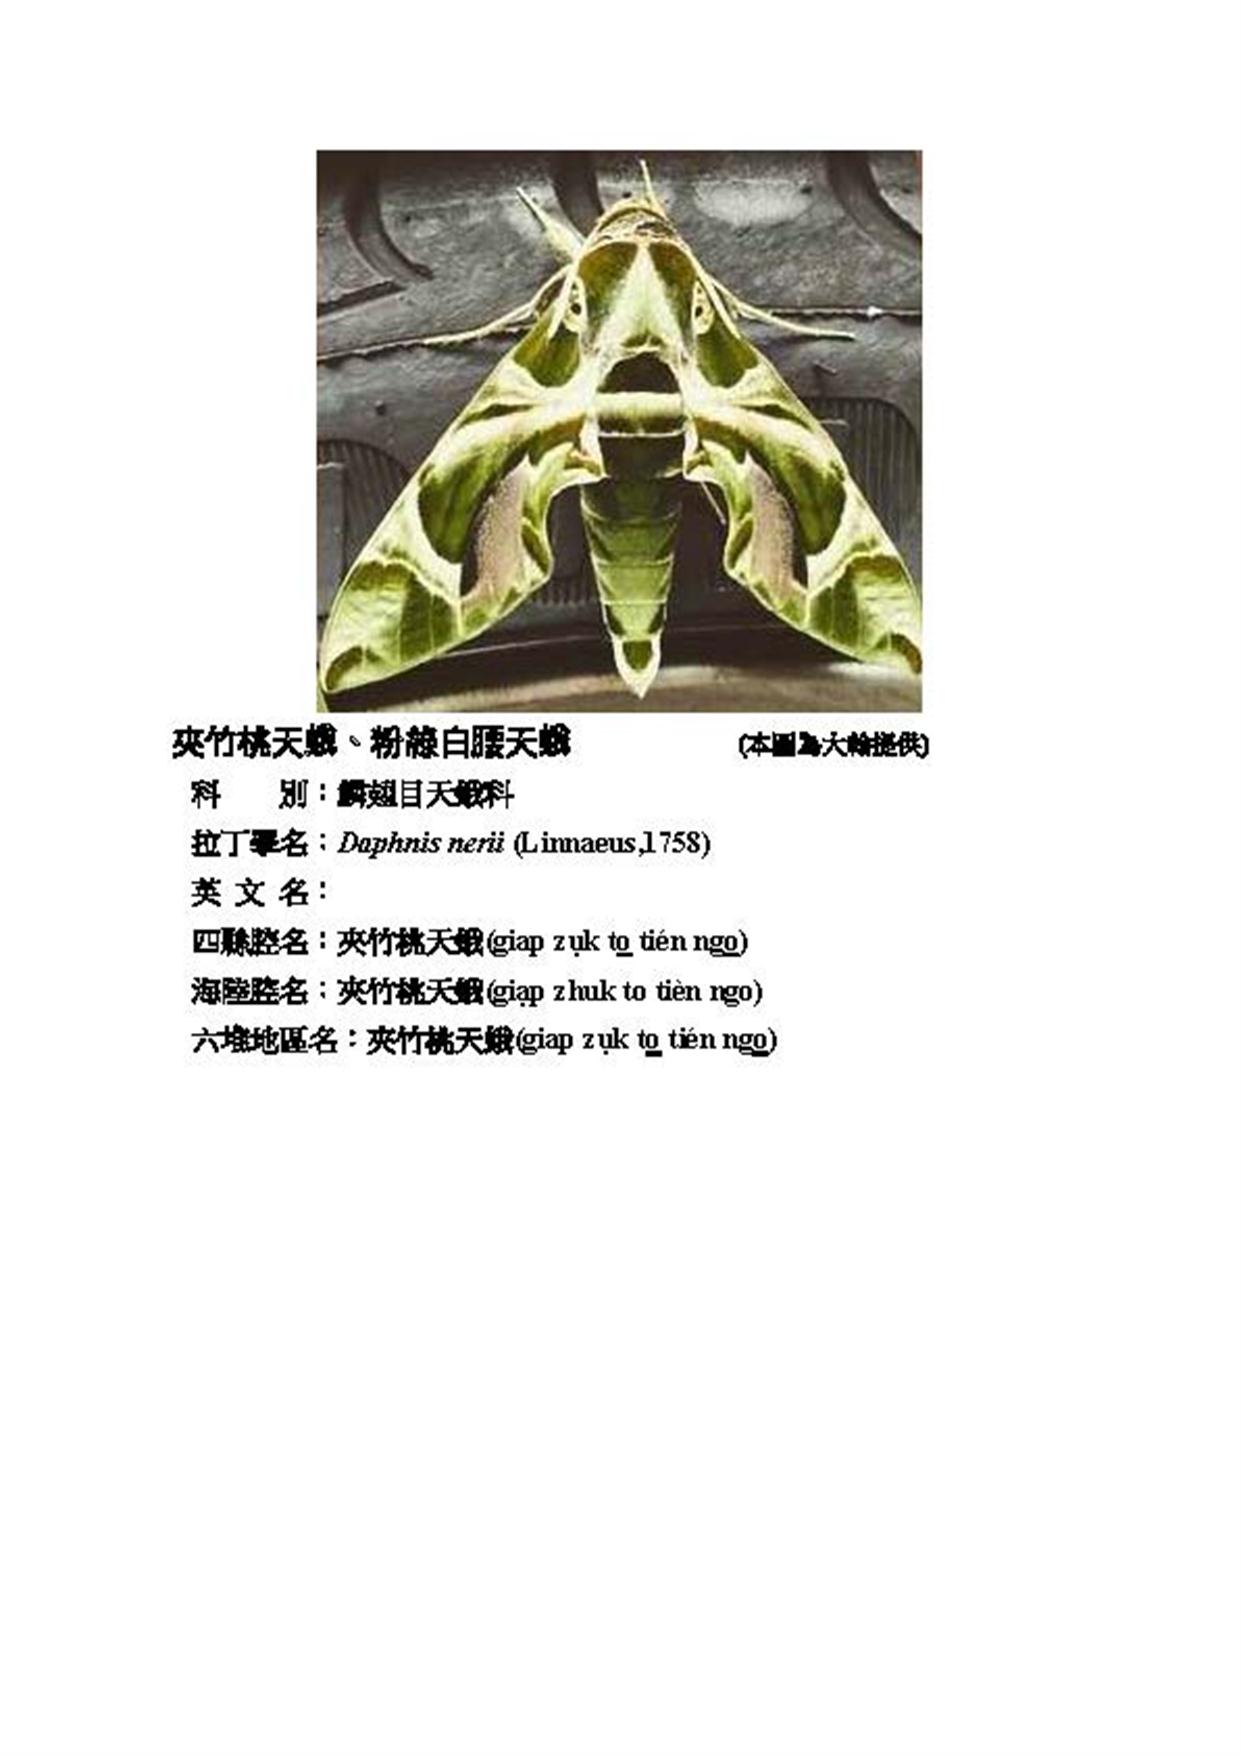 夾竹桃天蛾、粉綠白腰天蛾 (本圖為大翰提供)
科 別：鱗翅目天蛾科
拉丁學名：Daphnis nerii (Linnaeus,1758)
英 文 名：
四縣腔名：夾竹桃天蛾(giap zụk to tién ngo)
海陸腔名：夾竹桃天蛾(giạp zhuk to tièn ngo)
六堆地區名：夾竹桃天蛾(giap zụk to tién ngo)